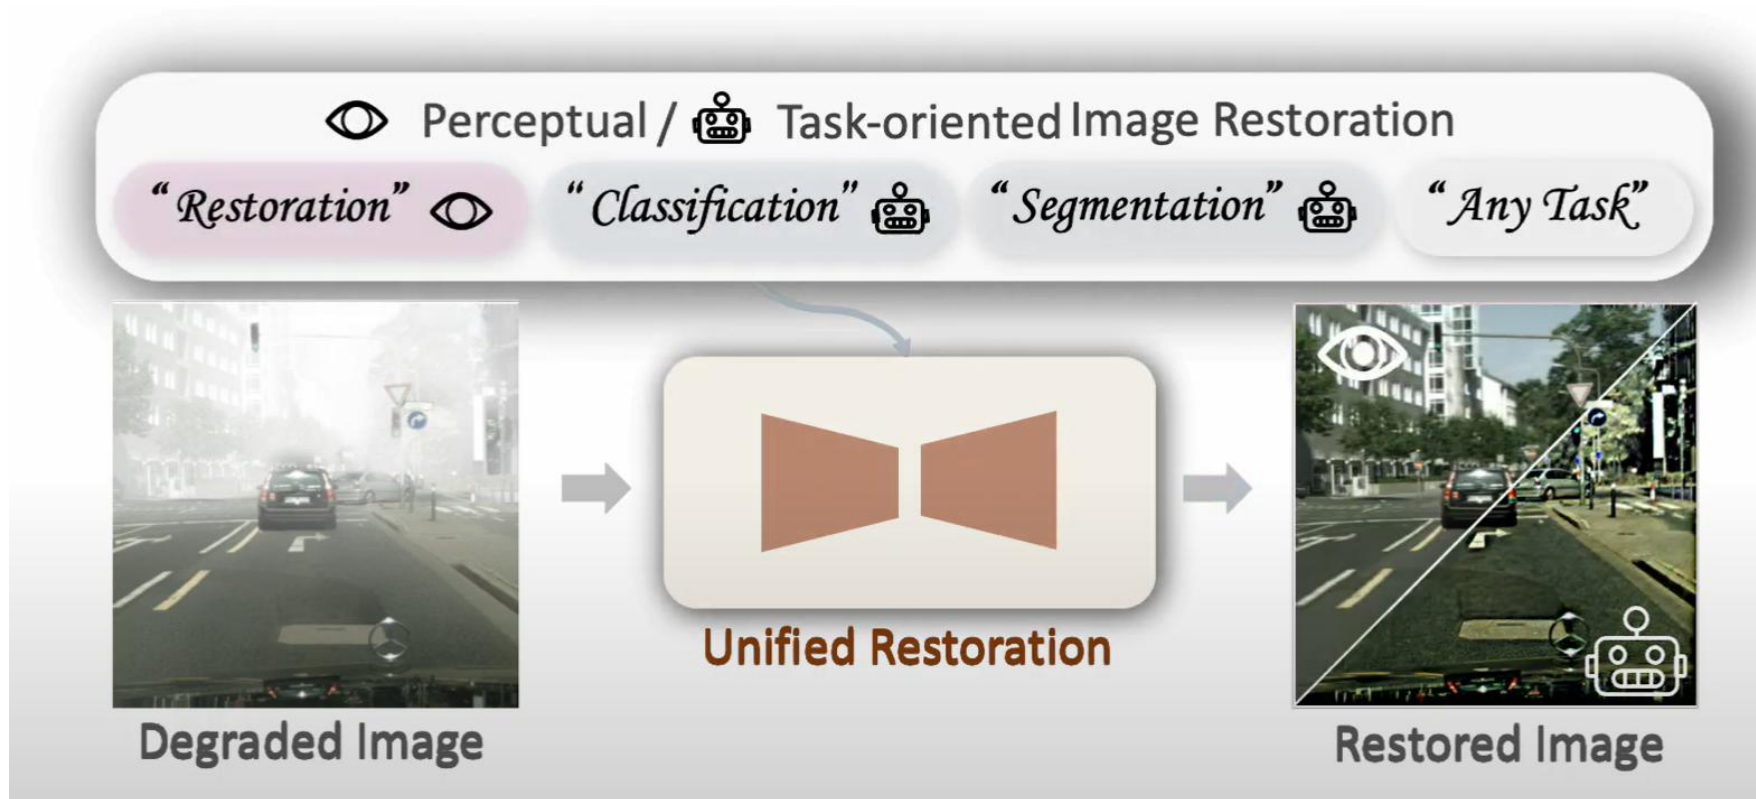 Perceptual / Task-oriented Image Restoration
“Restoration” “Classification” “Segmentation” “Any Task”
Unified Restoration
Degraded Image
Restored Image